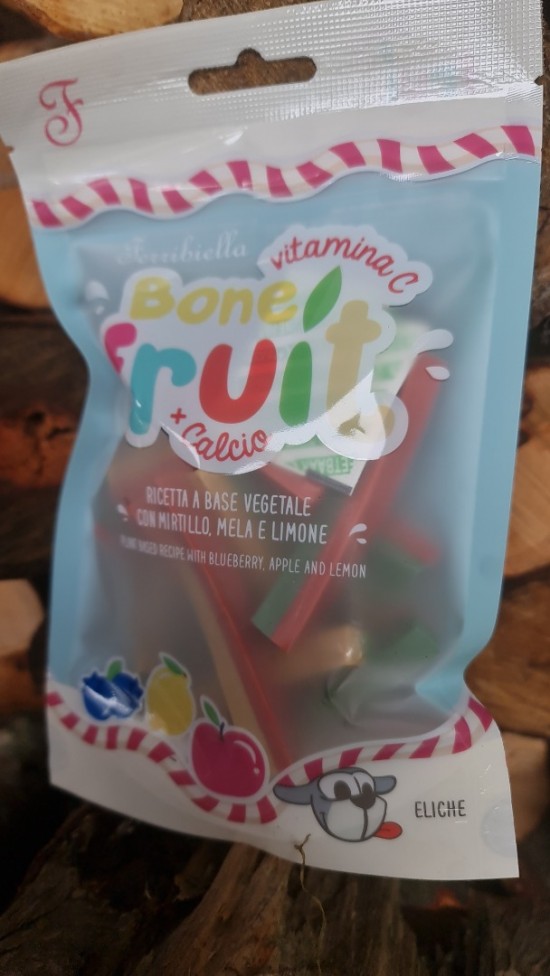 F
Ferribiella
vitamina C
Bone
fruit
+ Calcio
RICETTA A BASE VEGETALE
CON MIRTILLO, MELA E LIMONE
PLANT BASED RECIPE WITH BLUEBERRY, APPLE AND LEMON
ELICHE